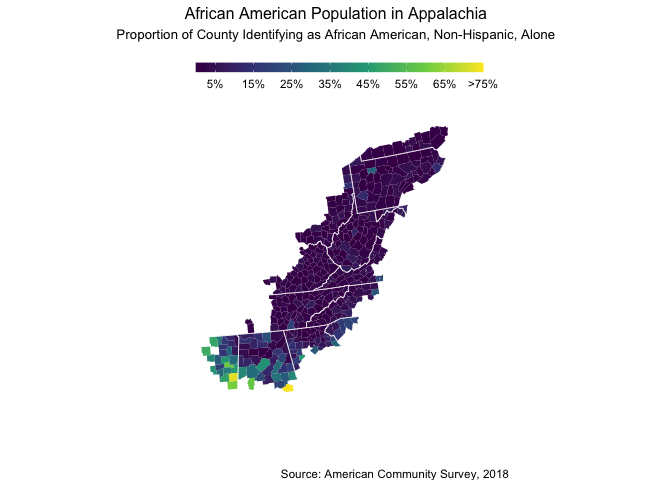 African American Population in Appalachia
Proportion of County Identifying as African American, Non-Hispanic, Alone
5% 15% 25% 35% 45% 55% 65% >75%
Source: American Community Survey, 2018